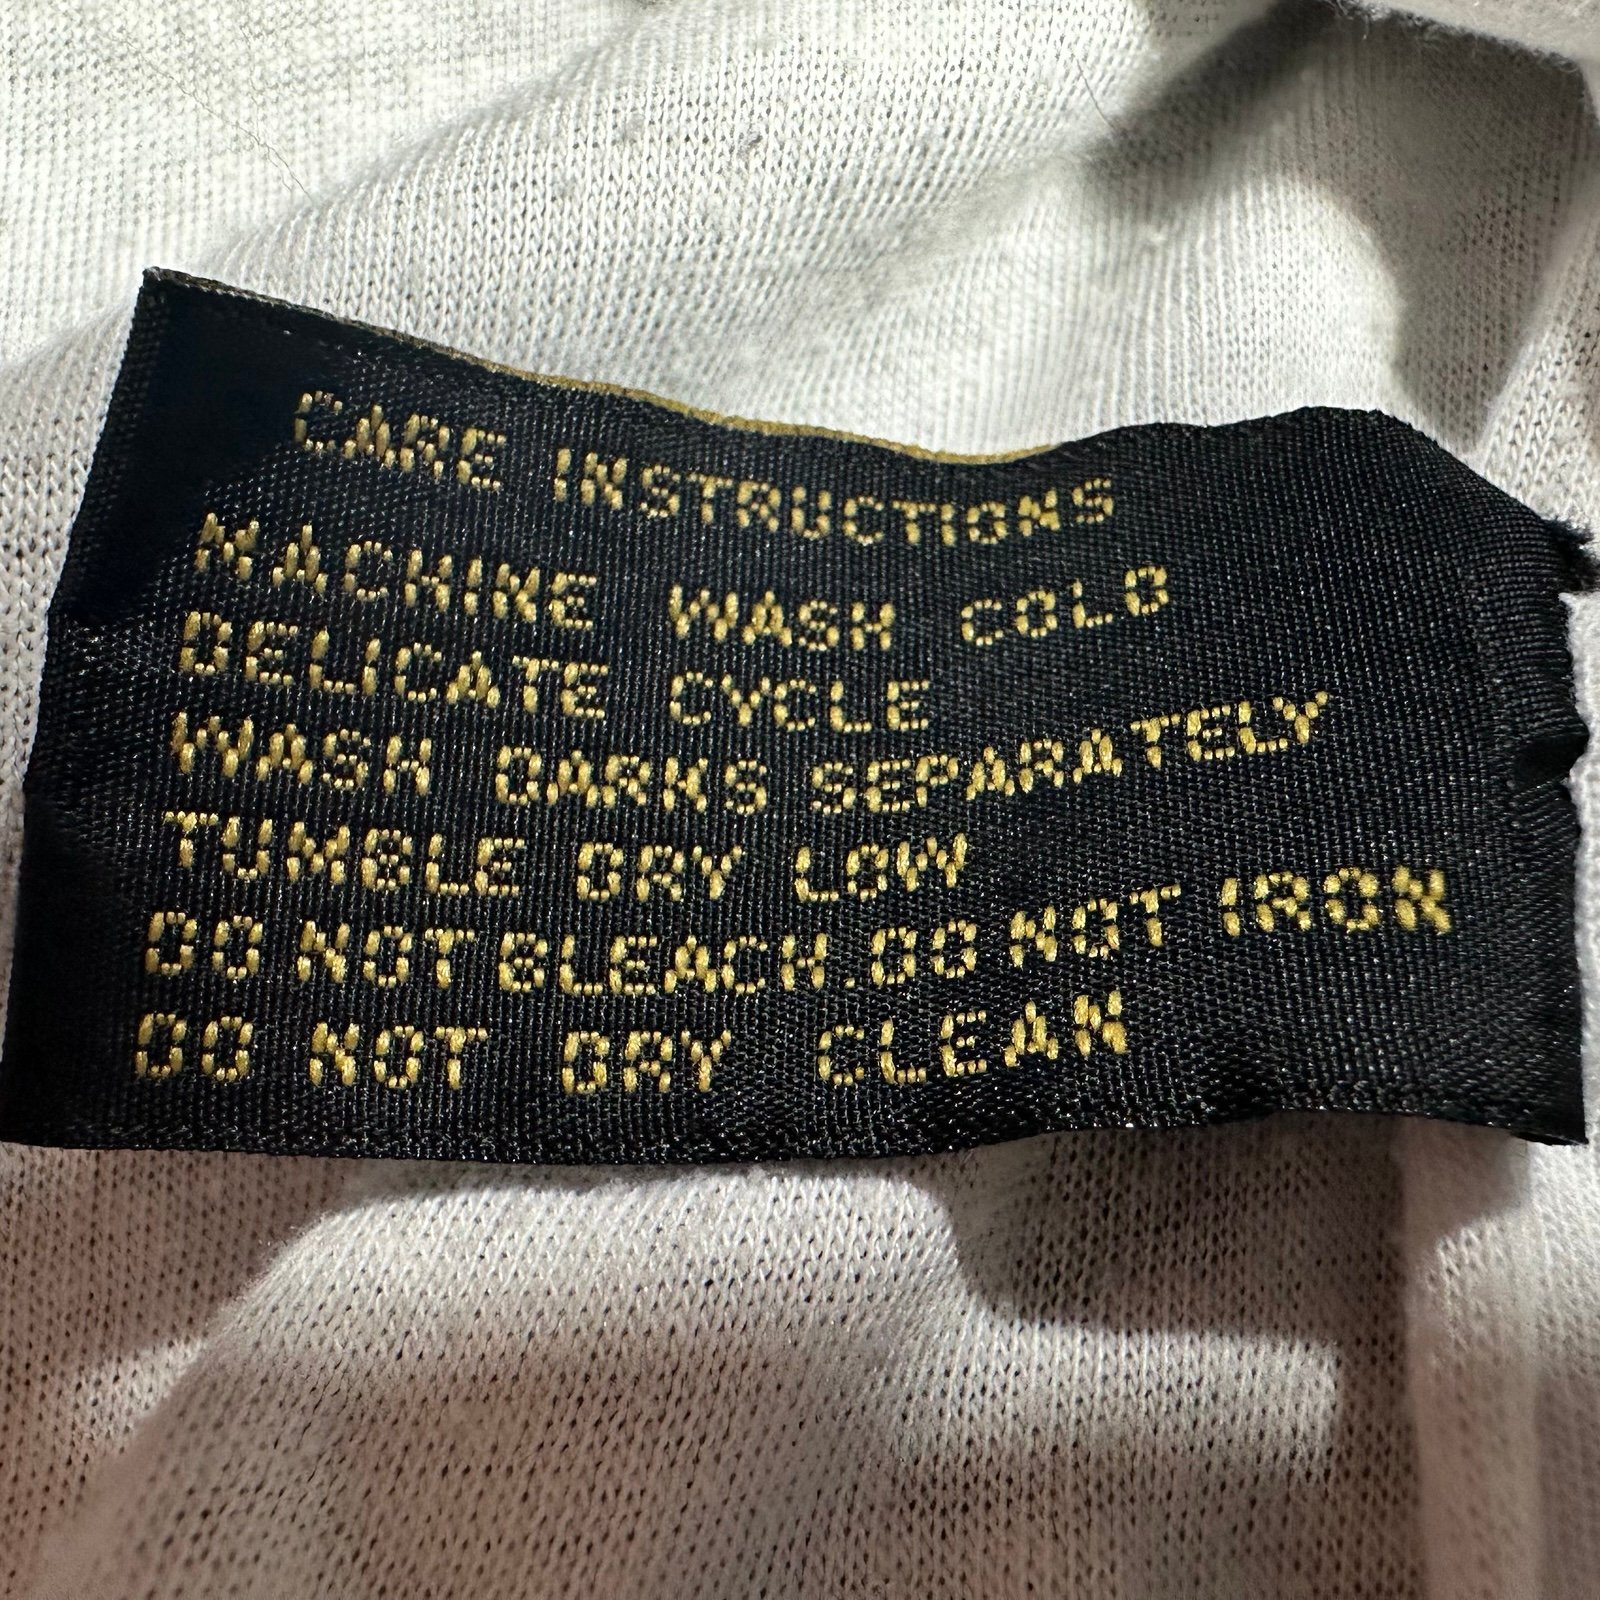 CARE INSTRUCTIONS
MACHINE WASH COLD
DELICATE CYCLE
WASH DARKS SEPARATELY
TUMBLE DRY LOW
DO NOT BLEACH.DO NOT IRON
DO NOT DRY CLEAN